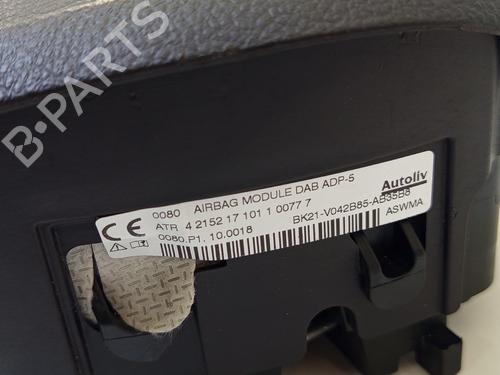 B-PARTS
0080 AIRBAG MODULE DAB ADP-5
Autoliv
CE
ATR 4 2152 17 101 1 0077 7
BK21-V042B85-AB35B8
0080.P1. 10.0018
ASWMA